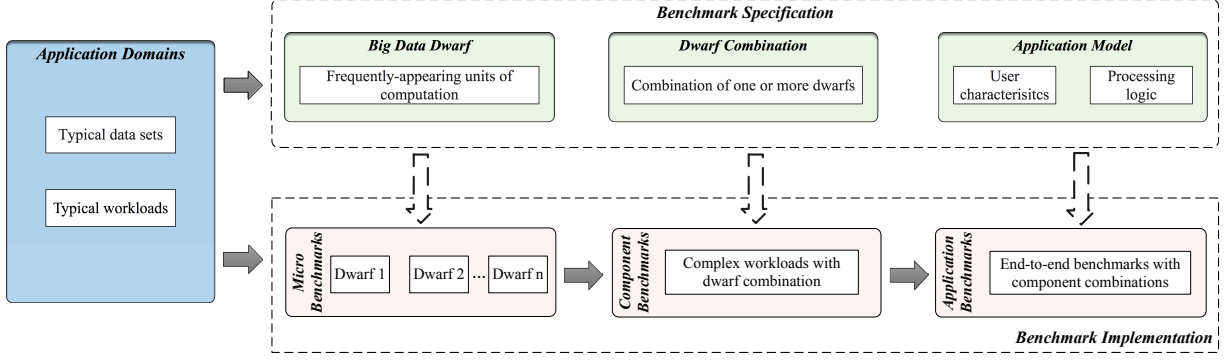 Benchmark Specification
Application Domains
Typical data sets
Typical workloads
Big Data Dwarf
Frequently-appearing units of
computation
Dwarf Combination
Combination of one or more dwarfs
Application Model
User
characterisitcs
Processing
logic
Micro
Benchmarks
Dwarf 1
Dwarf 2
...
Dwarf n
Component
Benchmarks
Complex workloads with
dwarf combination
Application
Benchmarks
End-to-end benchmarks with
component combinations
Benchmark Implementation